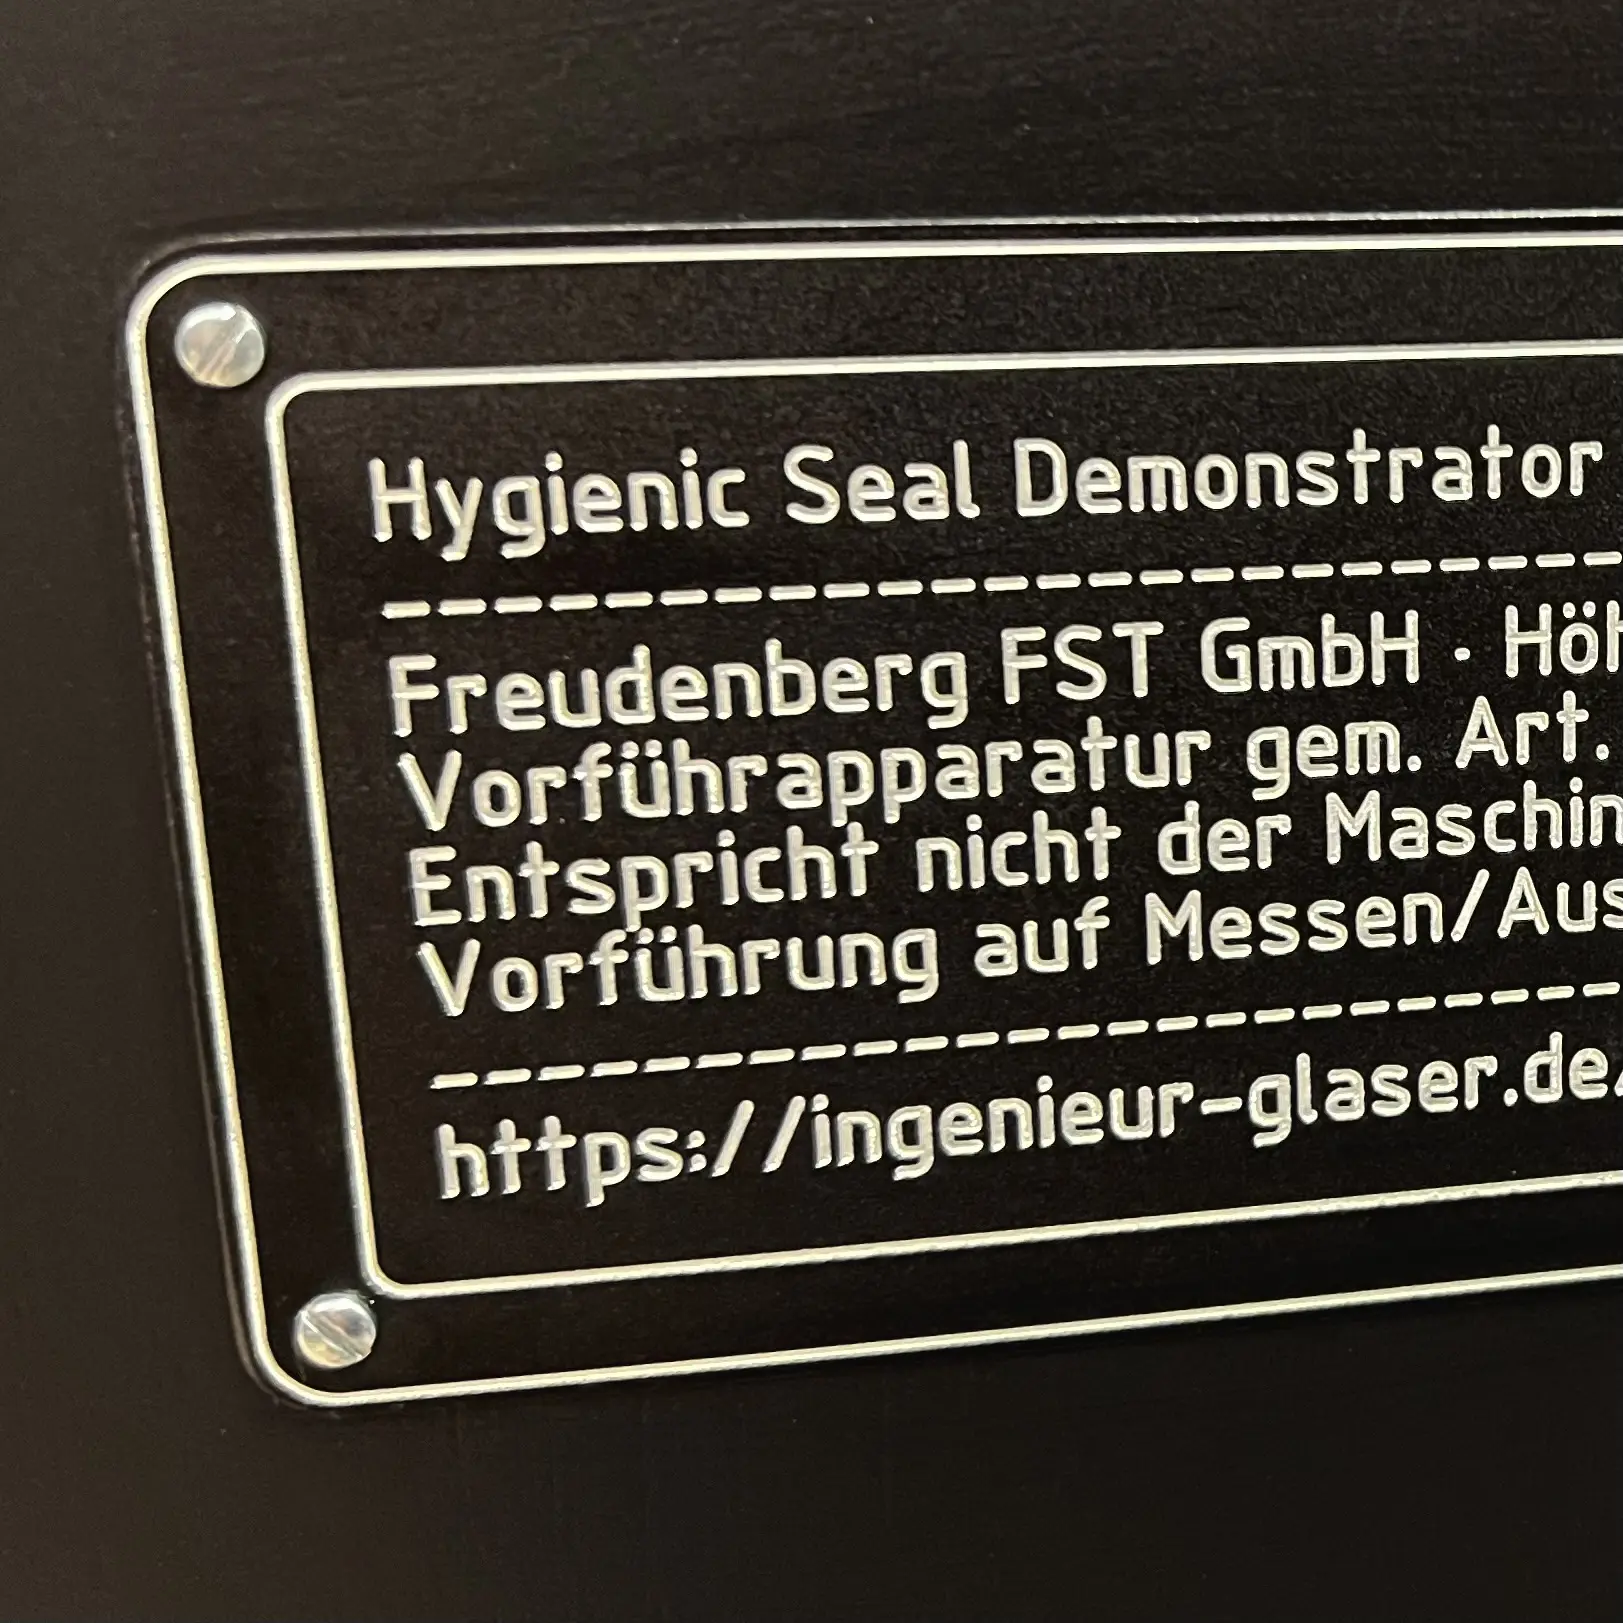 Hygienic Seal Demonstrator
Freudenberg FST GmbH · Höh
Vorführapparatur gem. Art.
Entspricht nicht der Maschin
Vorführung auf Messen/Aus
https://ingenieur-glaser.de/